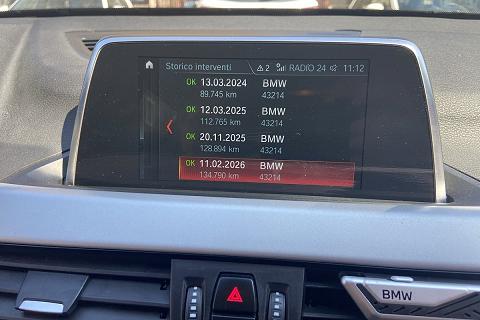 Storico interventi 2 RADIO 24 11:12
OK 13.03.2024 BMW
89.745 km 43214
OK 12.03.2025 BMW
112.765 km 43214
OK 20.11.2025 BMW
128.894 km 43214
OK 11.02.2026 BMW
134.790 km 43214
BMW